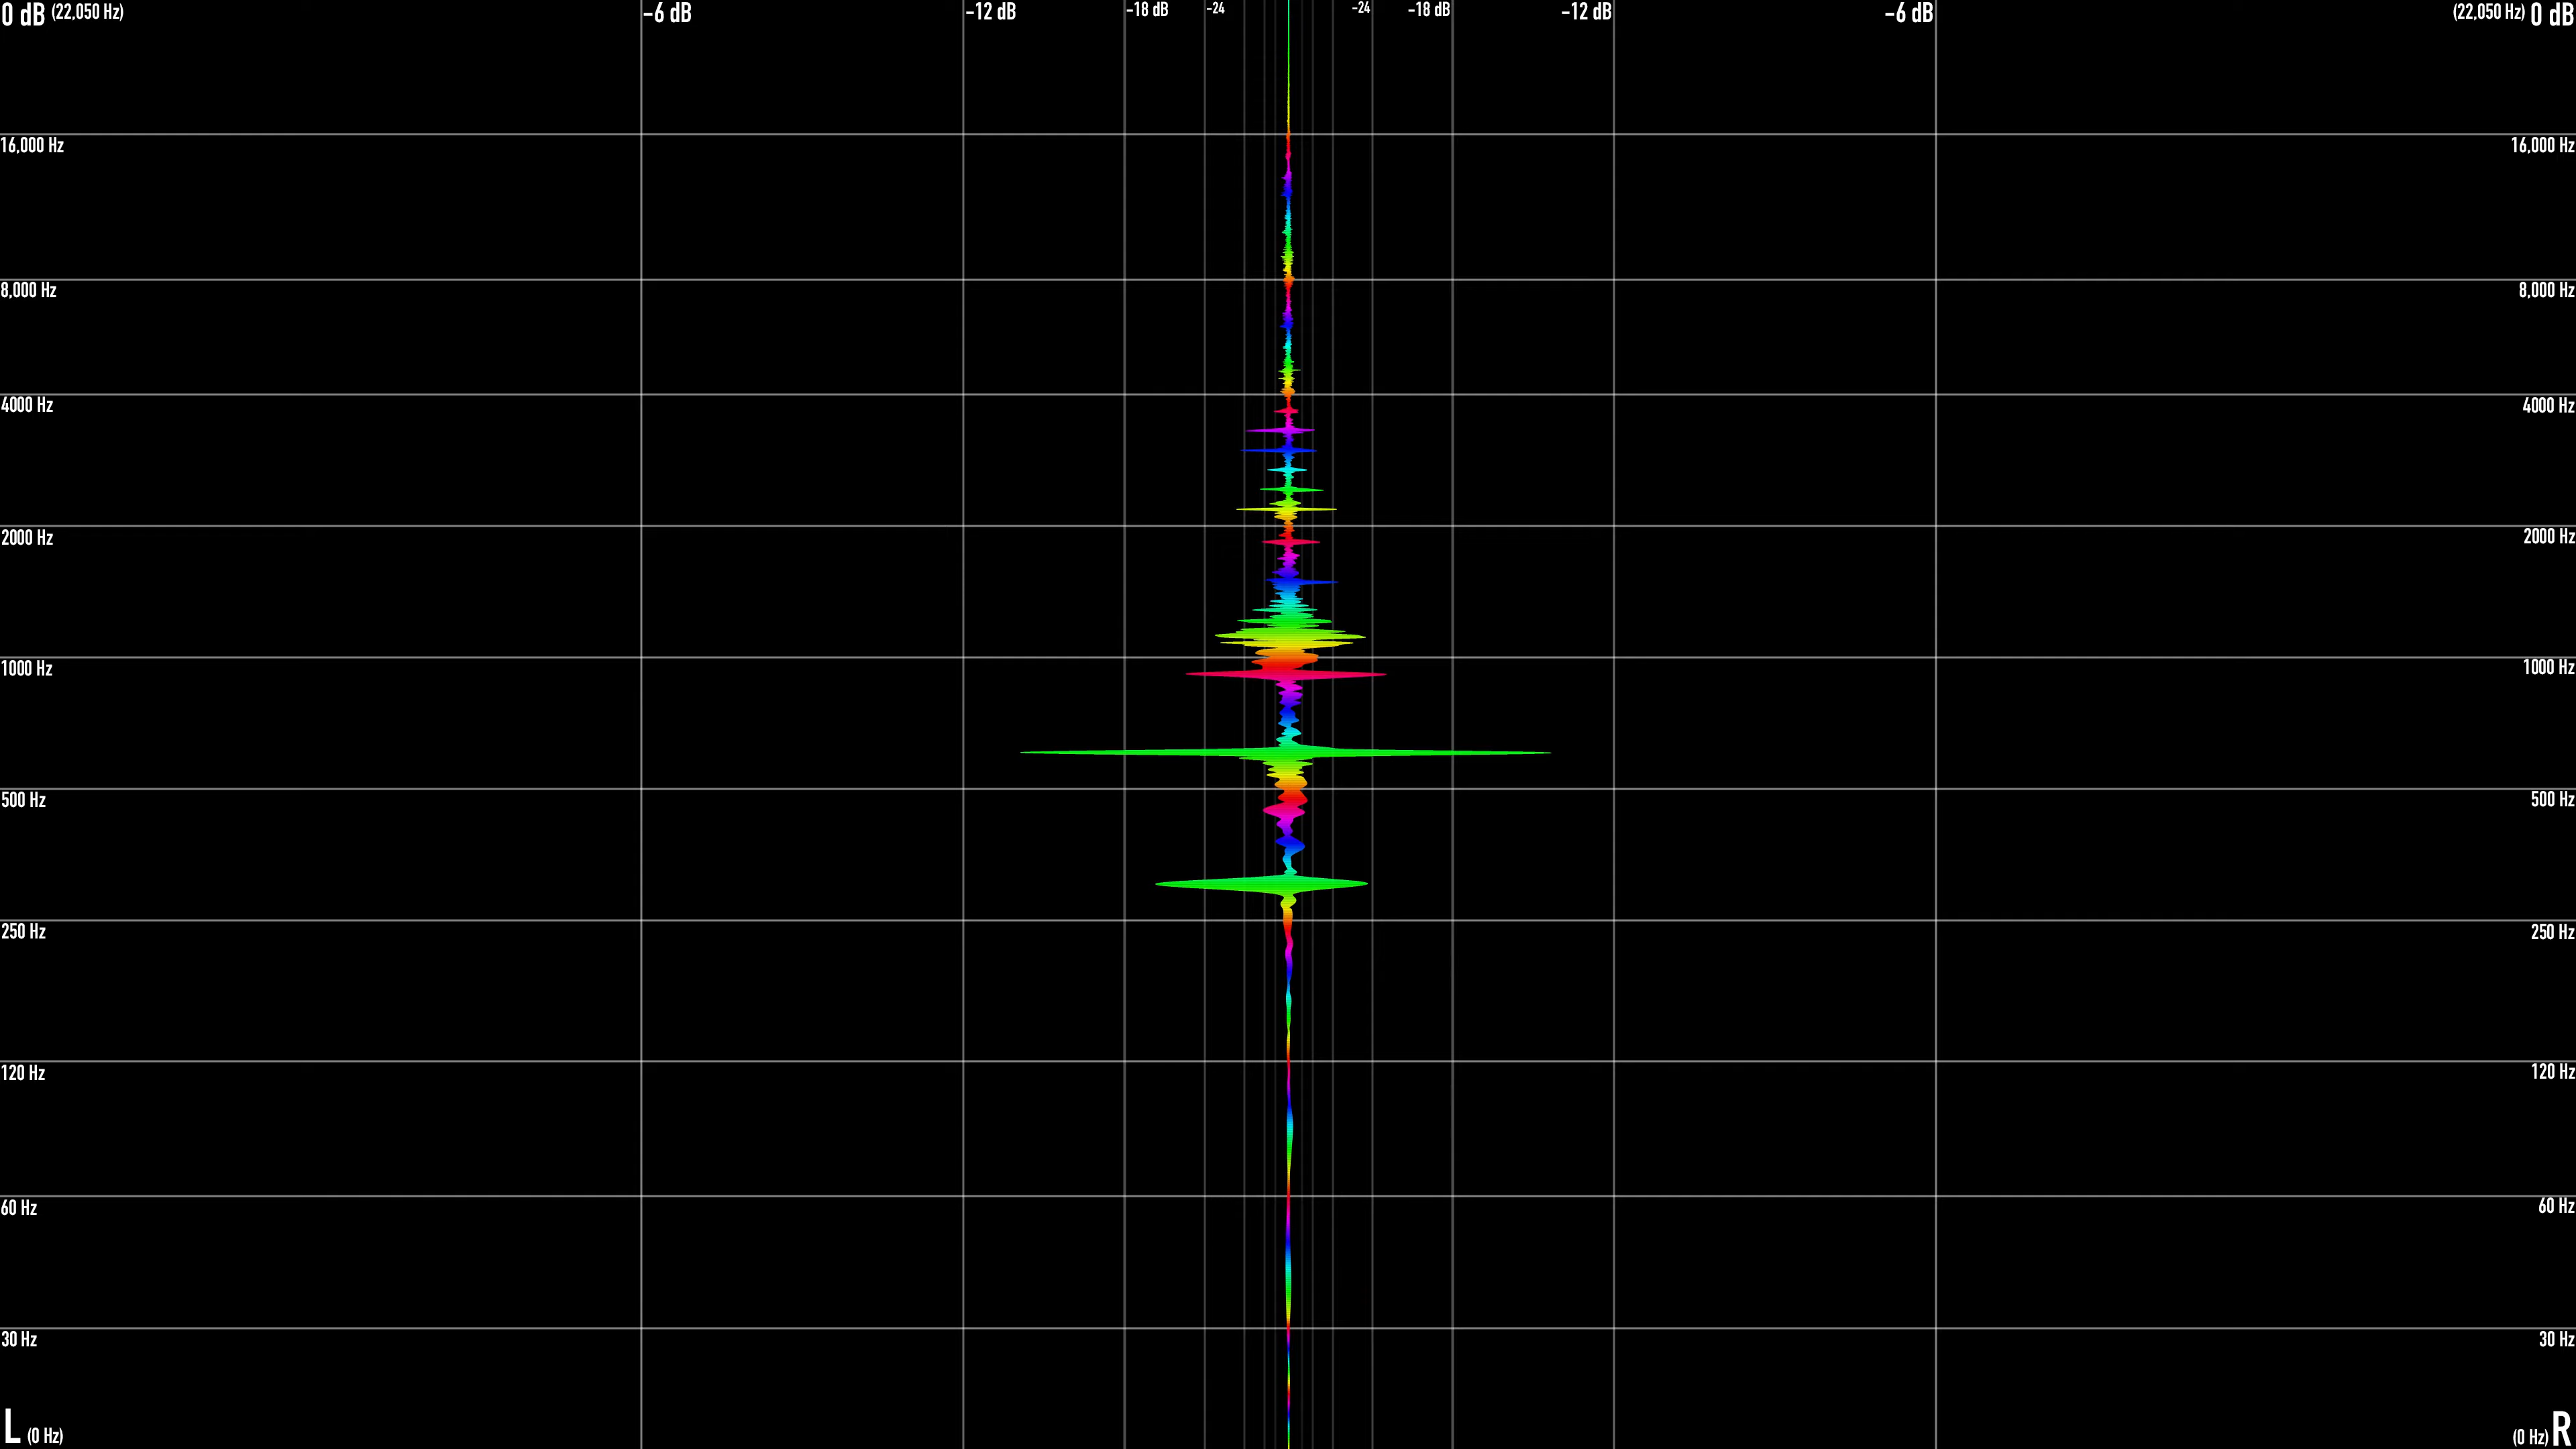 0 dB (22,050 Hz) −6 dB −12 dB −18 dB −24 −24 −18 dB −12 dB −6 dB (22,050 Hz) 0 dB
16,000 Hz 16,000 Hz
8,000 Hz 8,000 Hz
4000 Hz 4000 Hz
2000 Hz 2000 Hz
1000 Hz 1000 Hz
500 Hz 500 Hz
250 Hz 250 Hz
120 Hz 120 Hz
60 Hz 60 Hz
30 Hz 30 Hz
L (0 Hz) (0 Hz) R